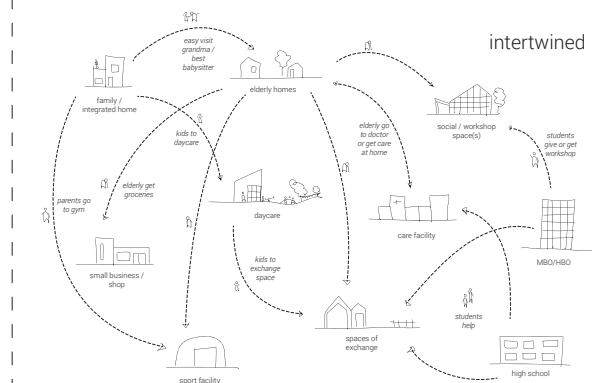 intertwined
easy visit
grandma /
best
babysitter
family /
integrated home
elderly homes
social / workshop
space(s)
kids to
daycare
elderly go
to doctor
or get care
at home
students
give or get
workshop
parents go
to gym
elderly get
groceries
daycare
care facility
small business /
shop
kids to
exchange
space
MBO/HBO
spaces of
exchange
students
help
sport facility
high school